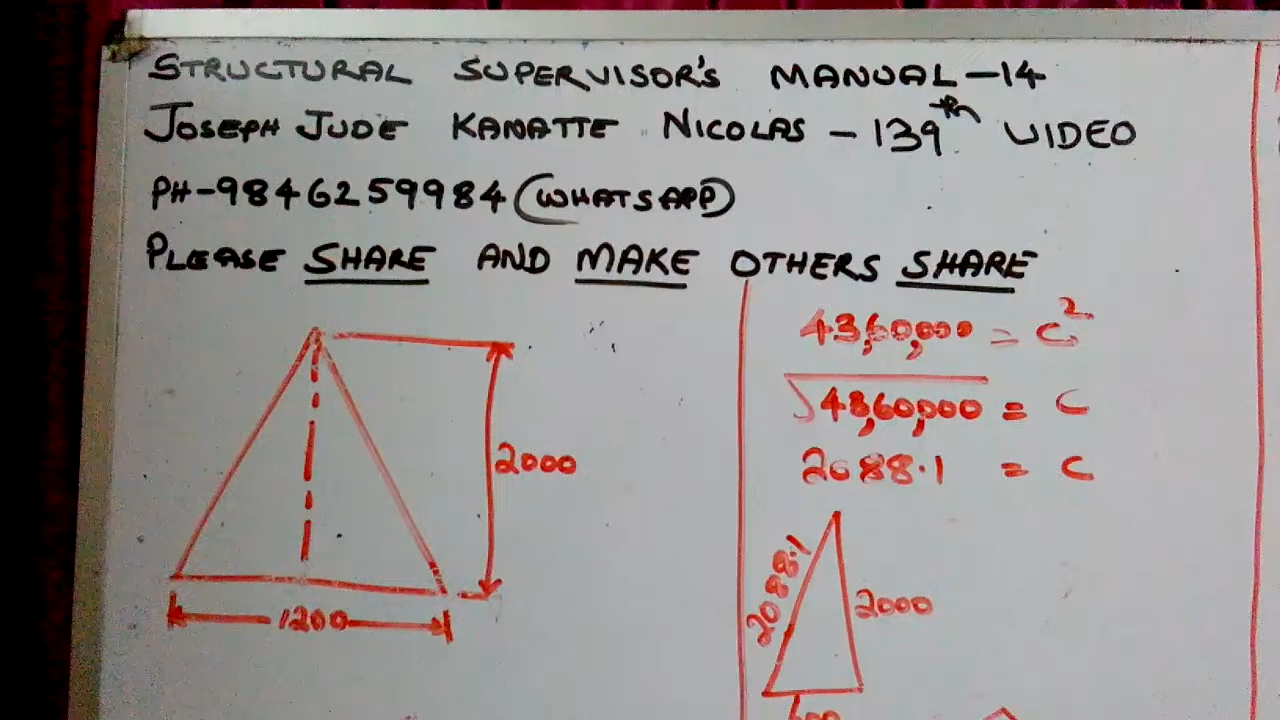 STRUCTURAL SUPERVISOR'S MANUAL-14
JOSEPH JUDE KANATTE NICOLAS - 139th VIDEO
PH-9846259984 (WHATSAPP)
PLEASE SHARE AND MAKE OTHERS SHARE
2000
1200
43,60,000 = C²
√43,60,000 = C
2088.1 = C
2088.1
2000
600